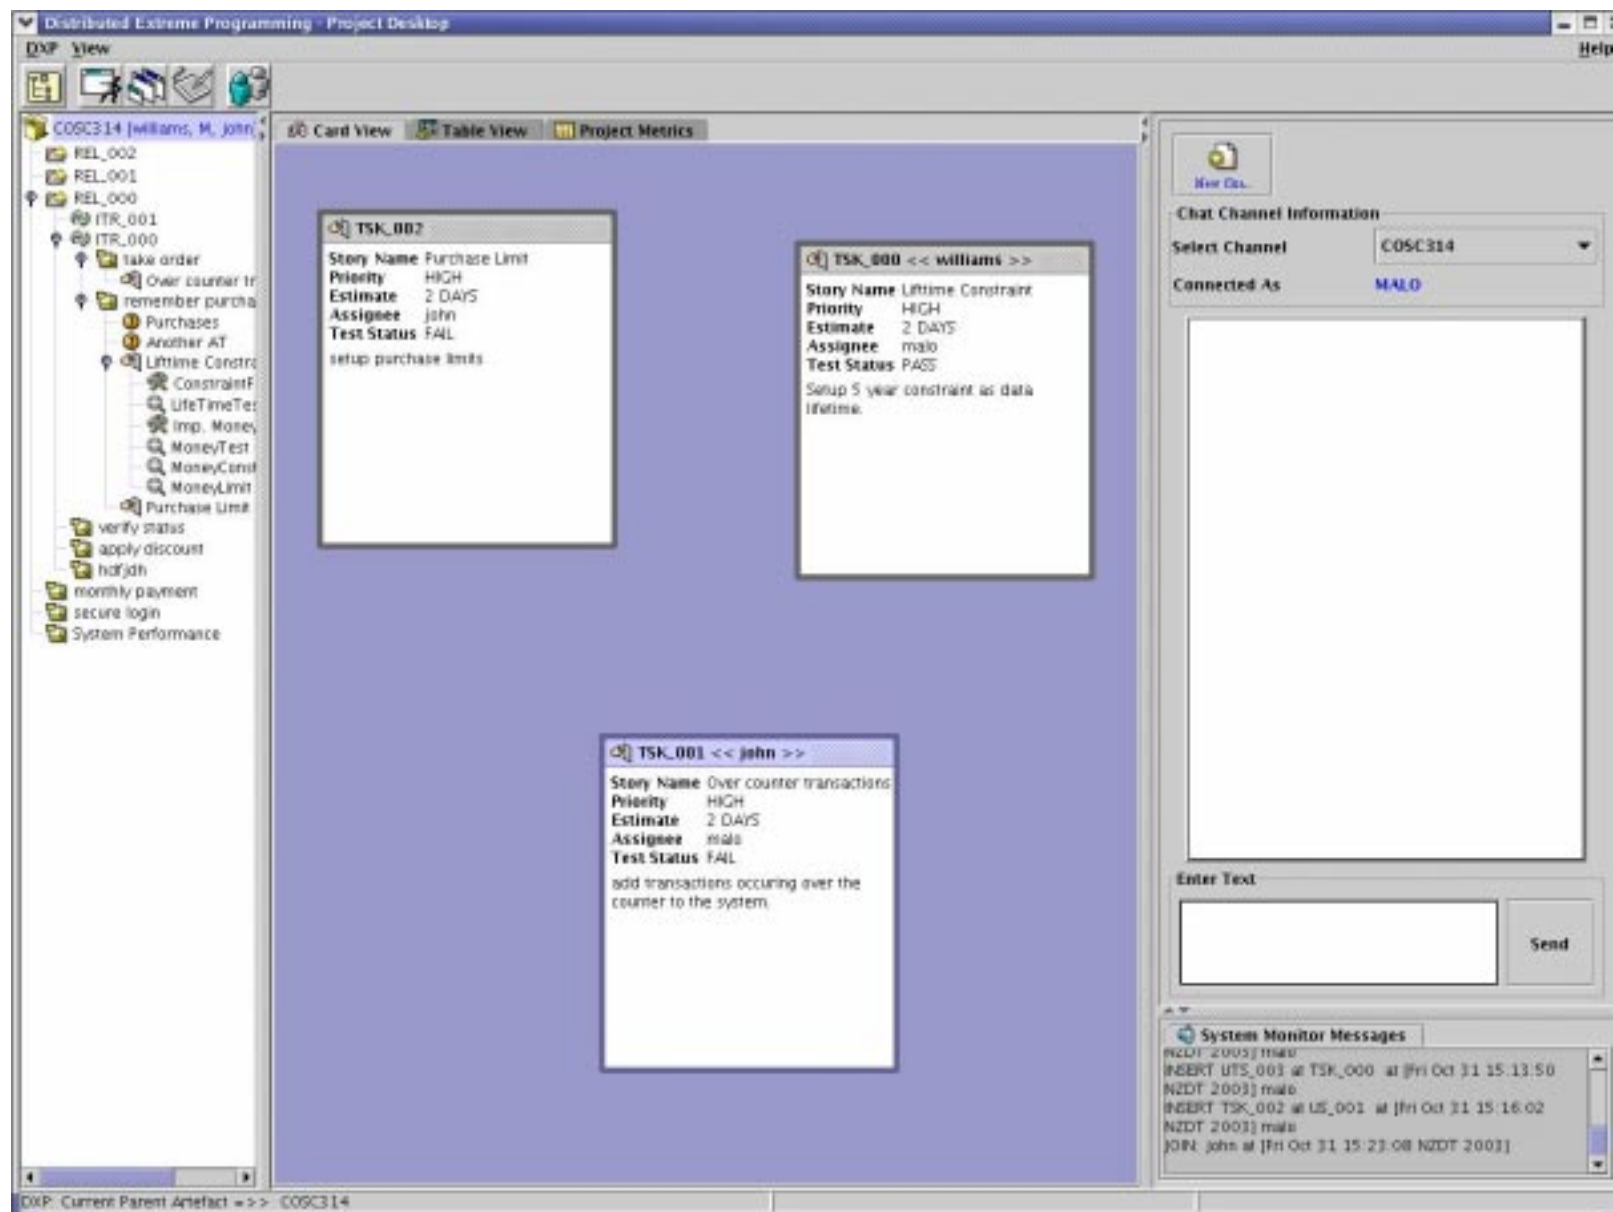 Distributed Extreme Programming - Project Desktop
DXP View
Help
COSC314 [williams, M, john]
REL_002
REL_001
REL_000
ITR_001
ITR_000
take order
Over counter tr
remember purcha
Purchases
Another AT
Liftime Constra
ConstraintF
LifeTimeTes
Imp. Money
MoneyTest
MoneyConst
MoneyLimit
Purchase Limit
verify status
apply discount
hdfjdh
monthly payment
secure login
System Performance
Card View Table View Project Metrics
TSK_002
Story Name Purchase Limit
Priority HIGH
Estimate 2 DAYS
Assignee john
Test Status FAIL
setup purchase limits
TSK_000 << williams >>
Story Name Liftime Constraint
Priority HIGH
Estimate 2 DAYS
Assignee malo
Test Status PASS
Setup 5 year constraint as data
lifetime.
TSK_001 << john >>
Story Name Over counter transactions
Priority HIGH
Estimate 2 DAYS
Assignee malo
Test Status FAIL
add transactions occuring over the
counter to the system.
New
Chat Channel Information
Select Channel COSC314
Connected As MALO
Enter Text
Send
System Monitor Messages
NZDT 2003] malo
INSERT UTS_003 at TSK_000 at [Fri Oct 31 15:13:50
NZDT 2003] malo
INSERT TSK_002 at US_001 at [Fri Oct 31 15:16:02
NZDT 2003] malo
JOIN: john at [Fri Oct 31 15:23:08 NZDT 2003]
DXP: Current Parent Artefact =>> COSC314